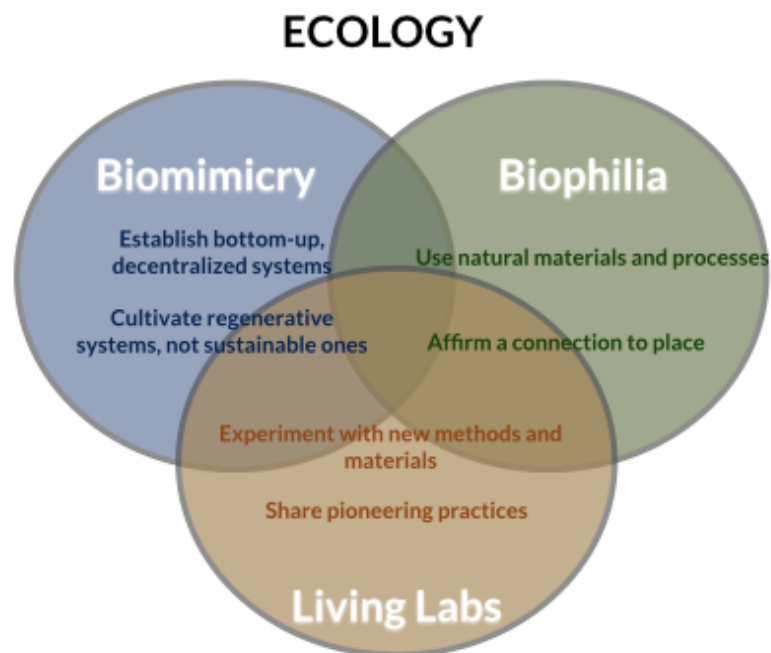 ECOLOGY
Biomimicry
Establish bottom-up,
decentralized systems
Cultivate regenerative
systems, not sustainable ones
Biophilia
Use natural materials and processes
Affirm a connection to place
Experiment with new methods and
materials
Share pioneering practices
Living Labs